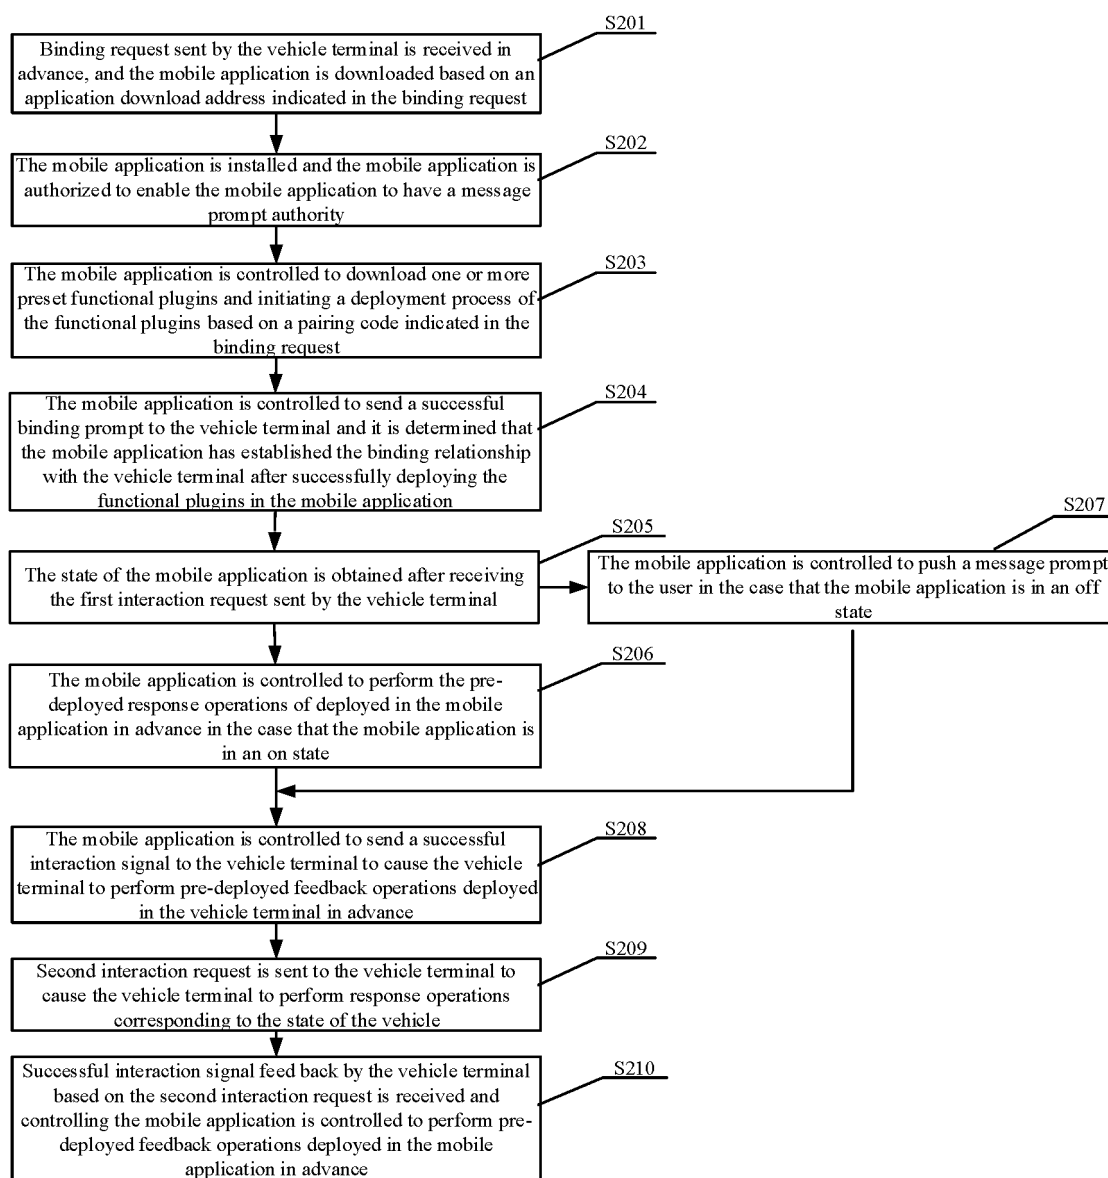 S201
Binding request sent by the vehicle terminal is received in
advance, and the mobile application is downloaded based on an
application download address indicated in the binding request
S202
The mobile application is installed and the mobile application is
authorized to enable the mobile application to have a message
prompt authority
S203
The mobile application is controlled to download one or more
preset functional plugins and initiating a deployment process of
the functional plugins based on a pairing code indicated in the
binding request
S204
The mobile application is controlled to send a successful
binding prompt to the vehicle terminal and it is determined that
the mobile application has established the binding relationship
with the vehicle terminal after successfully deploying the
functional plugins in the mobile application
S205
The state of the mobile application is obtained after receiving
the first interaction request sent by the vehicle terminal
S207
The mobile application is controlled to push a message prompt
to the user in the case that the mobile application is in an off
state
S206
The mobile application is controlled to perform the pre-
deployed response operations of deployed in the mobile
application in advance in the case that the mobile application is
in an on state
S208
The mobile application is controlled to send a successful
interaction signal to the vehicle terminal to cause the vehicle
terminal to perform pre-deployed feedback operations deployed
in the vehicle terminal in advance
S209
Second interaction request is sent to the vehicle terminal to
cause the vehicle terminal to perform response operations
corresponding to the state of the vehicle
S210
Successful interaction signal feed back by the vehicle terminal
based on the second interaction request is received and
controlling the mobile application is controlled to perform pre-
deployed feedback operations deployed in the mobile
application in advance